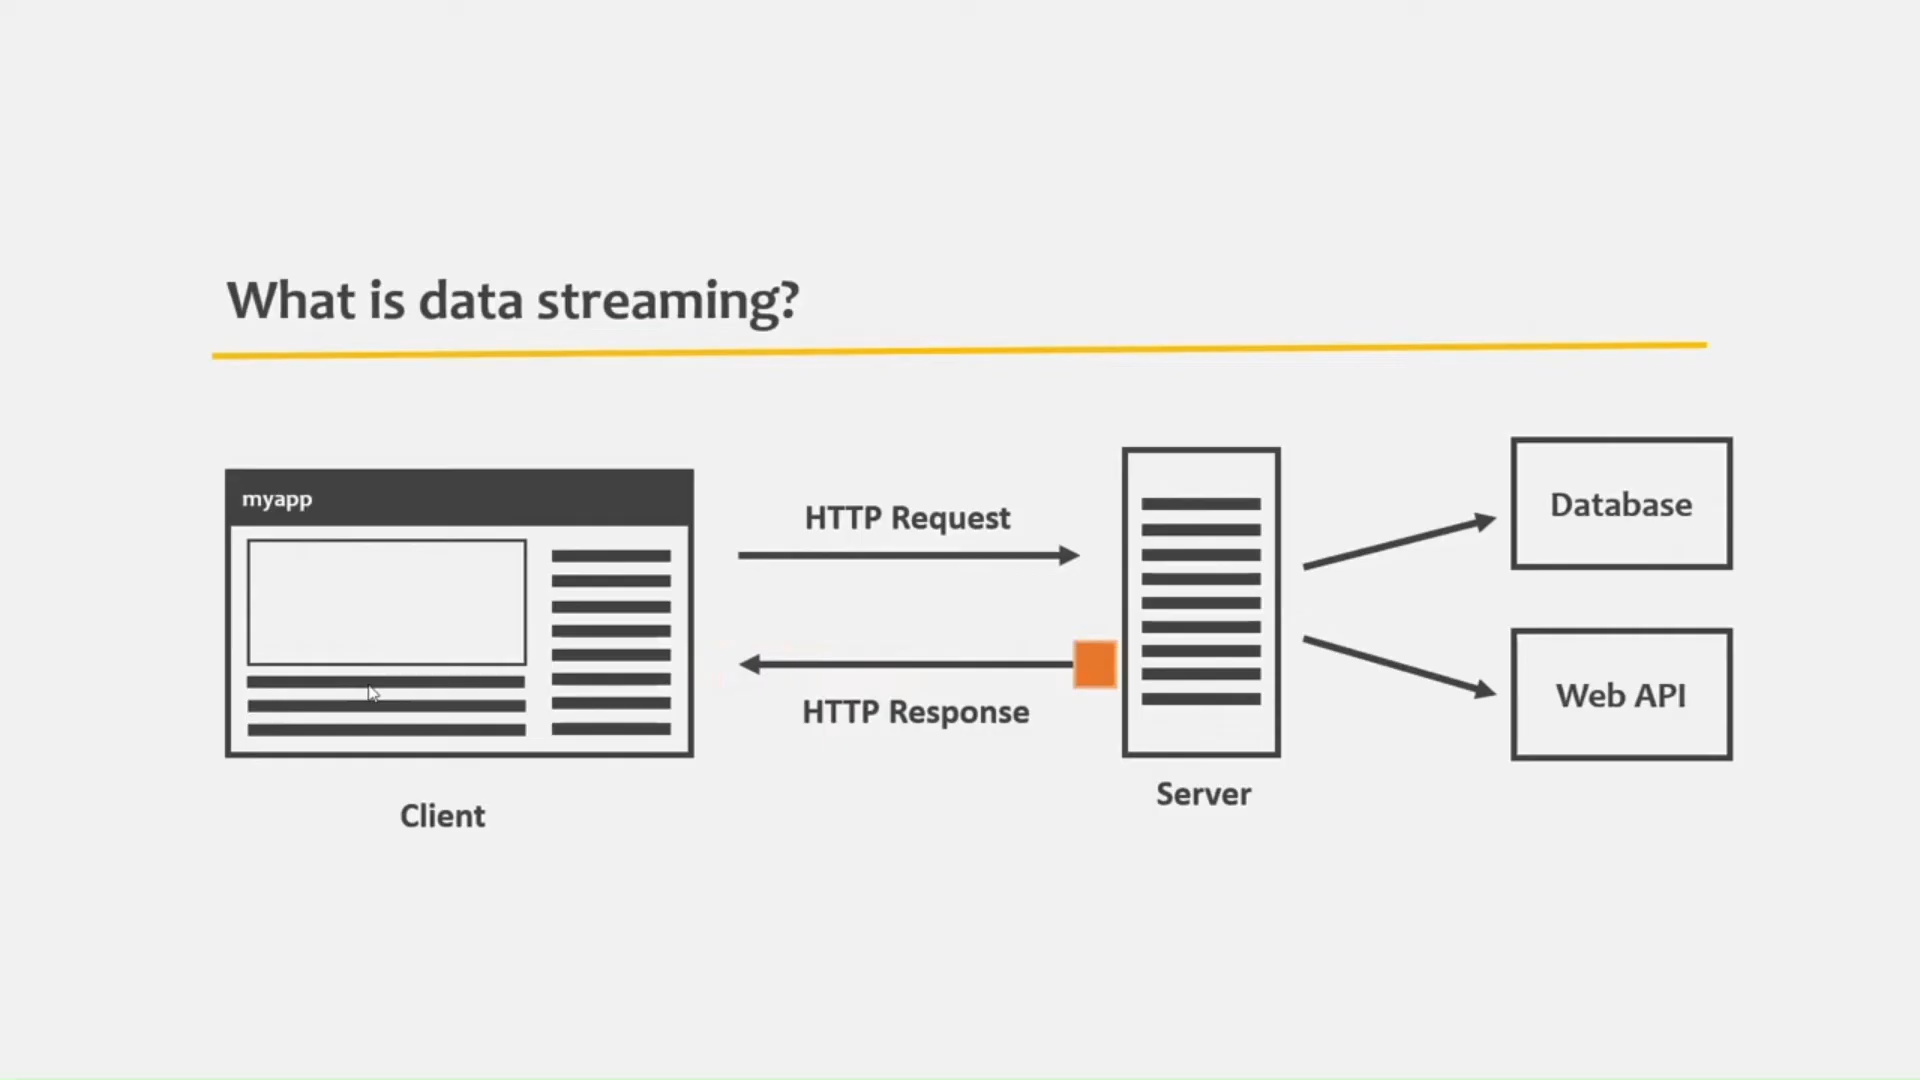 What is data streaming?
myapp
HTTP Request
HTTP Response
Client
Server
Database
Web API